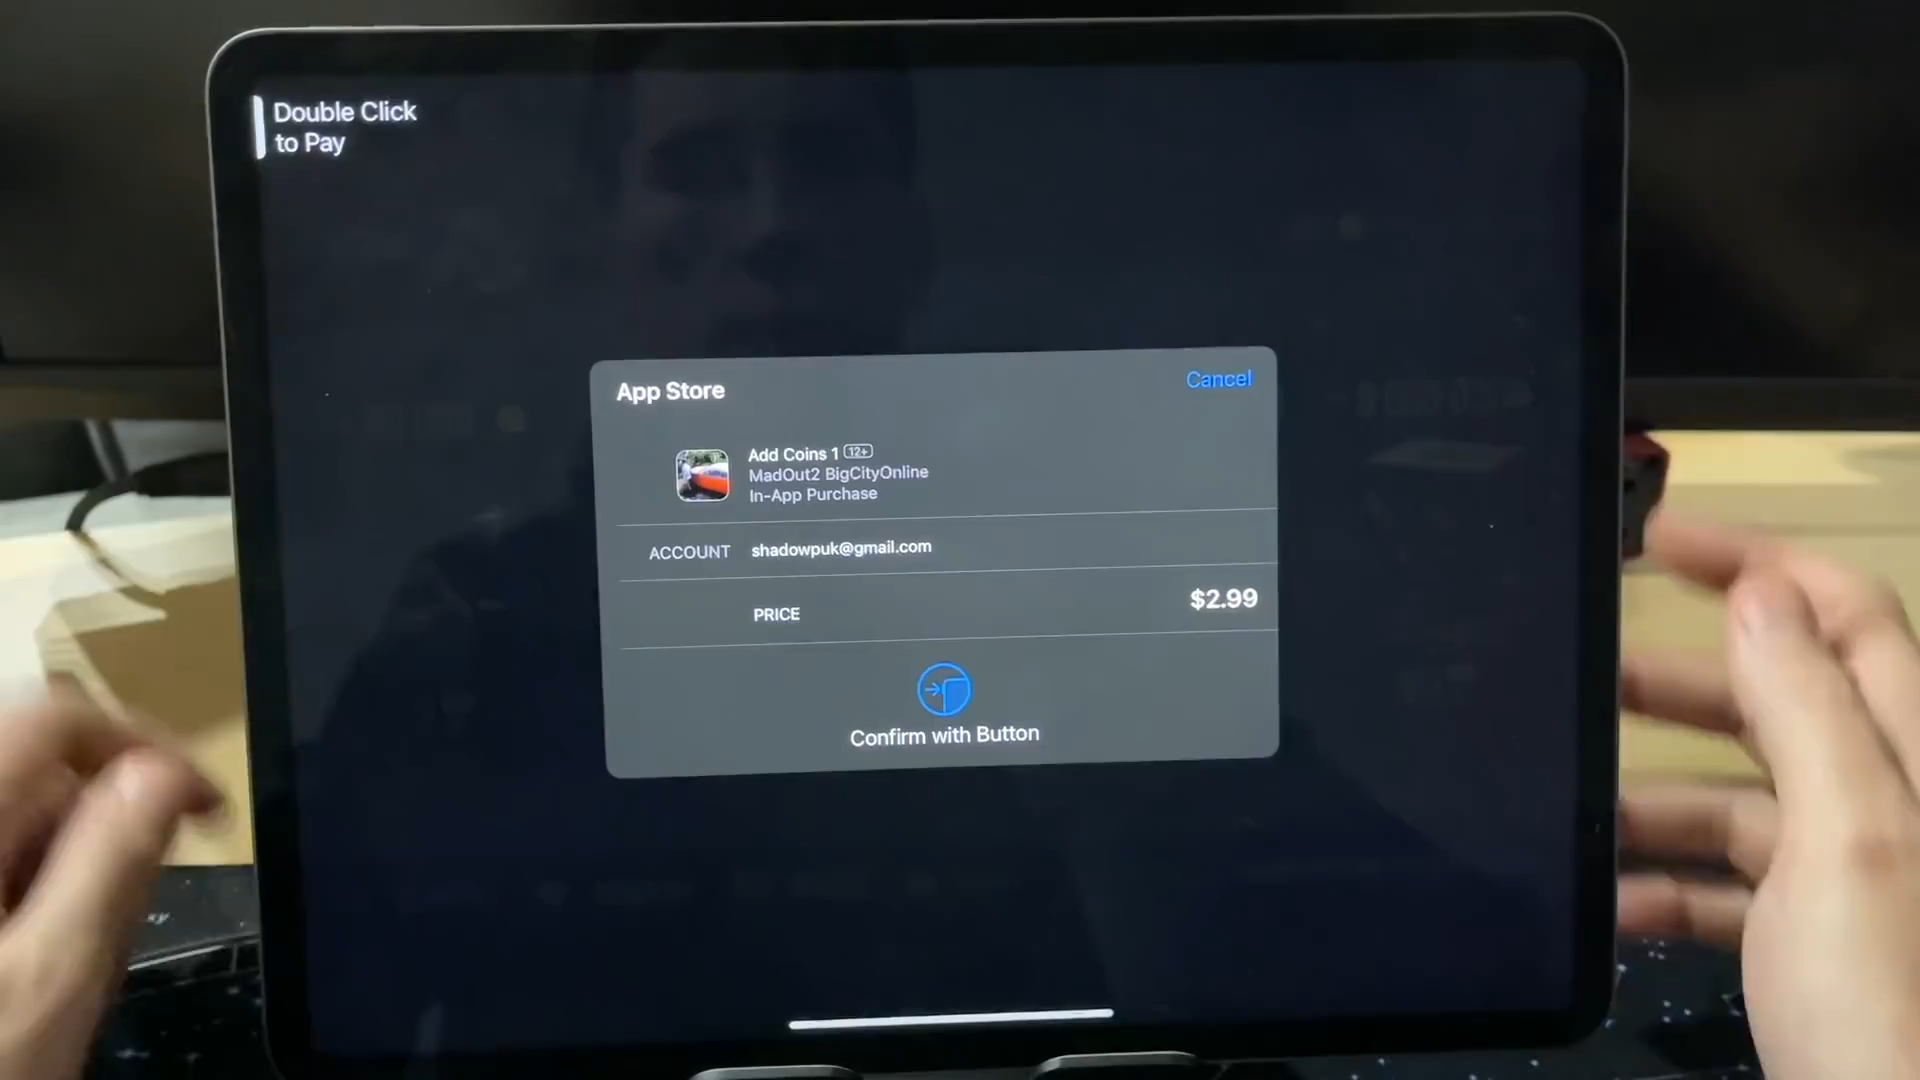 Double Click
to Pay
App Store
Cancel
Add Coins 1 12+
MadOut2 BigCityOnline
In-App Purchase
ACCOUNT shadowpuk@gmail.com
PRICE $2.99
Confirm with Button